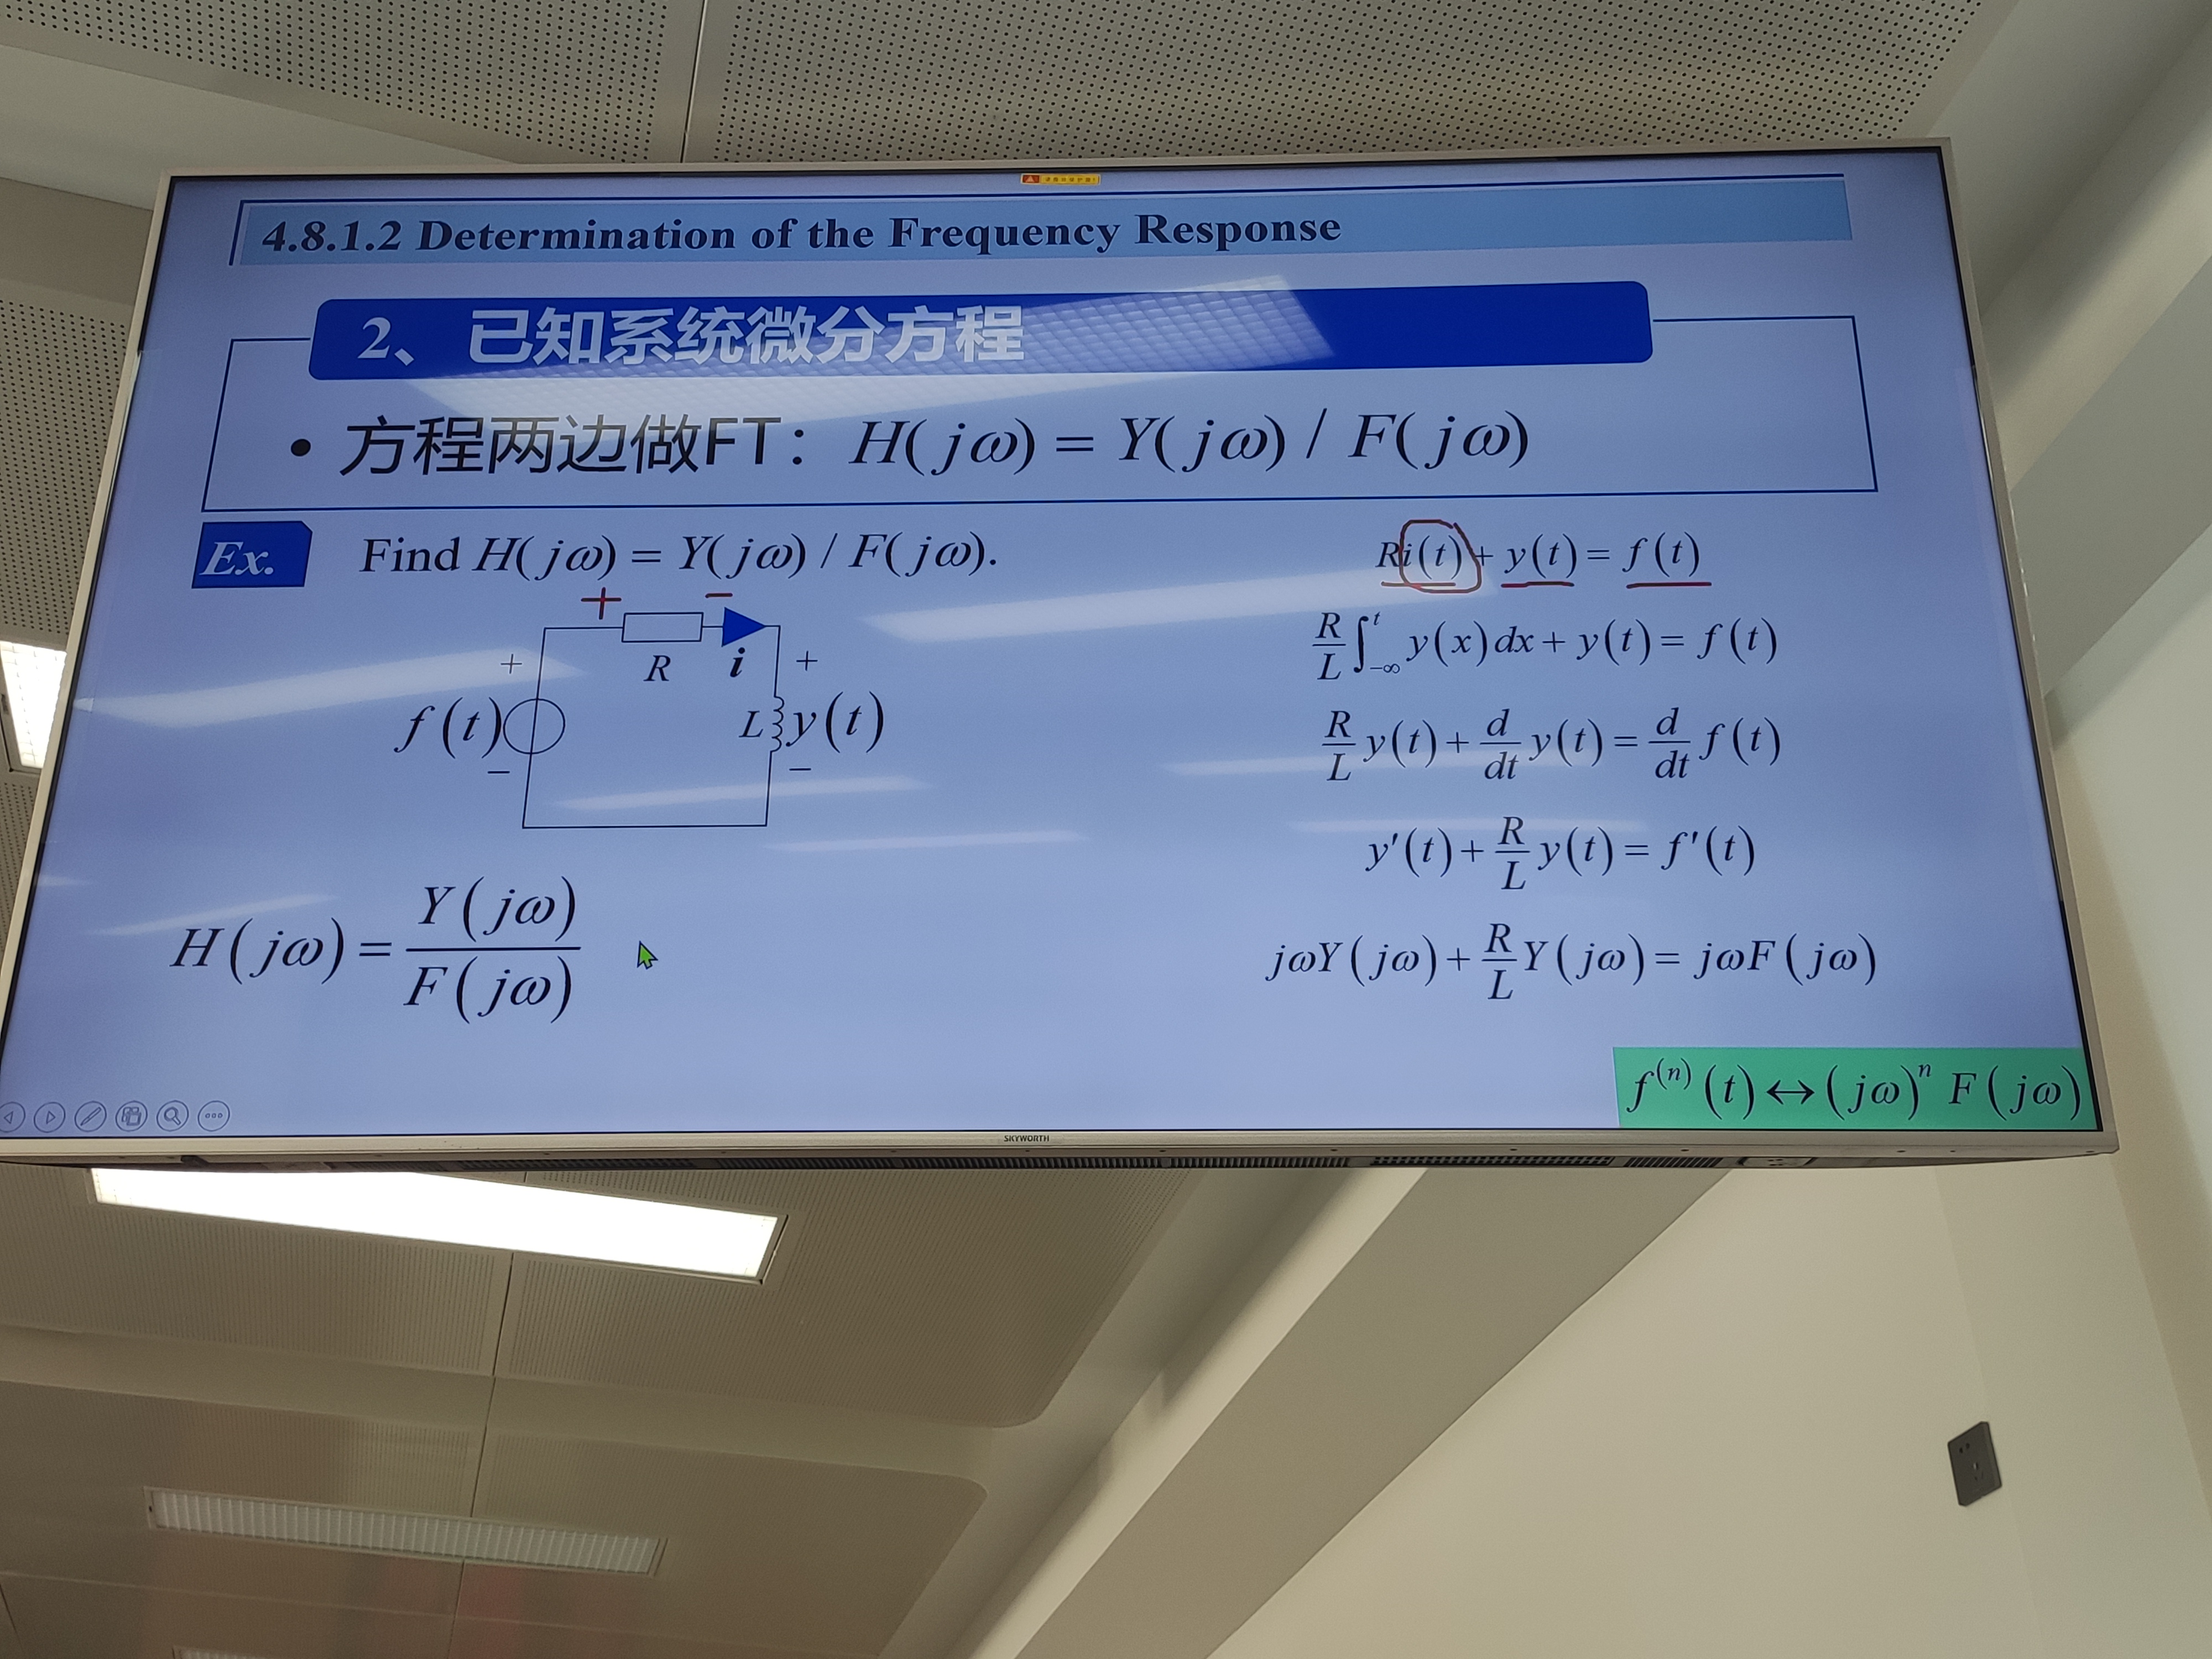 4.8.1.2 Determination of the Frequency Response
2、 已知系统微分方程
• 方程两边做FT： H(jω) = Y(jω) / F(jω)
Ex. Find H(jω) = Y(jω) / F(jω).
+ −
R i
+ +
f(t) L y(t)
− −
H(jω) = Y(jω) / F(jω)
Ri(t) + y(t) = f(t)
R/L ∫_{-∞}^{t} y(x)dx + y(t) = f(t)
R/L y(t) + d/dt y(t) = d/dt f(t)
y'(t) + R/L y(t) = f'(t)
jωY(jω) + R/L Y(jω) = jωF(jω)
f^{(n)}(t) ↔ (jω)^n F(jω)
SKYWORTH